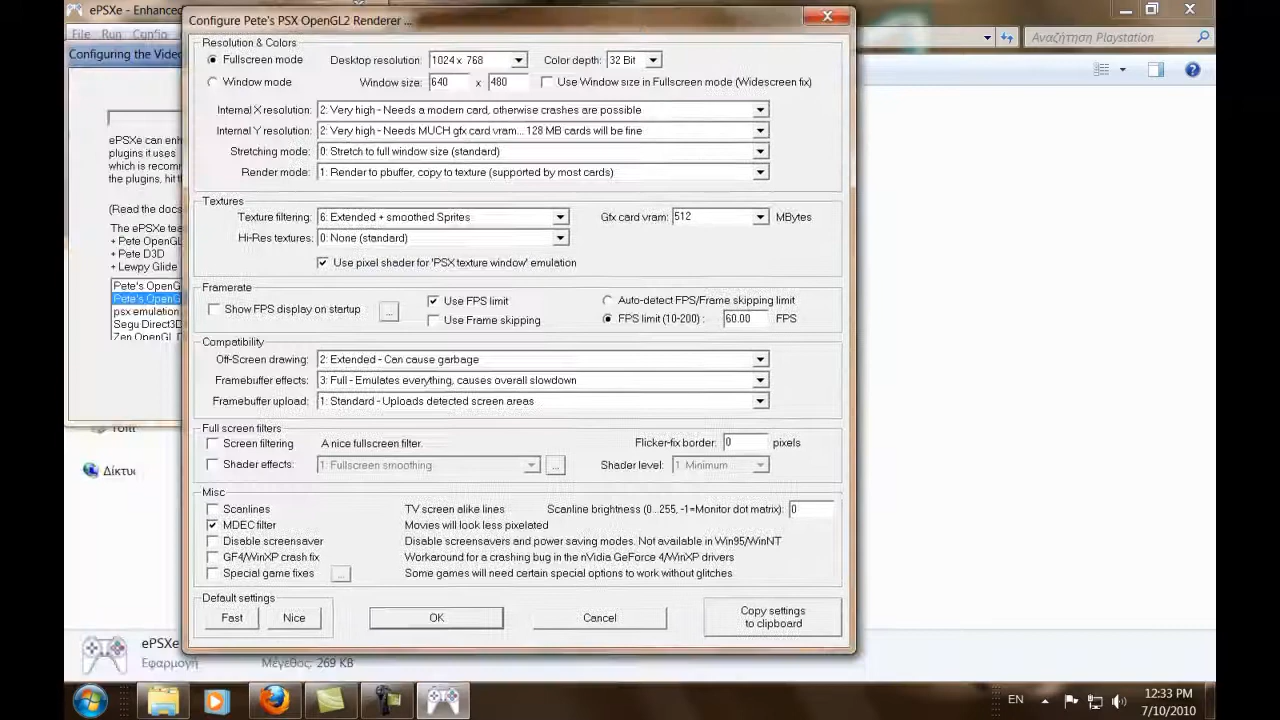 ePSXe - Enhanced
File Run Config
Configure Pete's PSX OpenGL2 Renderer ...
Αναζήτηση Playstation
Configuring the Video
ePSXe can enh
plugins it uses
which is recom
the plugins, hit t
(Read the docs
The ePSXe tea
+ Pete OpenGL
+ Pete D3D
+ Lewpy Glide
Pete's OpenG
Pete's OpenG
psx emulation
Segu Direct3D
Zen OpenGL D
Resolution & Colors
Fullscreen mode Desktop resolution: 1024 x 768 Color depth: 32 Bit
Window mode Window size: 640 x 480 Use Window size in Fullscreen mode (Widescreen fix)
Internal X resolution: 2: Very high - Needs a modern card, otherwise crashes are possible
Internal Y resolution: 2: Very high - Needs MUCH gfx card vram... 128 MB cards will be fine
Stretching mode: 0: Stretch to full window size (standard)
Render mode: 1: Render to pbuffer, copy to texture (supported by most cards)
Textures
Texture filtering: 6: Extended + smoothed Sprites Gfx card vram: 512 MBytes
Hi-Res textures: 0: None (standard)
Use pixel shader for 'PSX texture window' emulation
Framerate
Show FPS display on startup ... Use FPS limit Auto-detect FPS/Frame skipping limit
Use Frame skipping FPS limit (10-200) : 60.00 FPS
Compatibility
Off-Screen drawing: 2: Extended - Can cause garbage
Framebuffer effects: 3: Full - Emulates everything, causes overall slowdown
Framebuffer upload: 1: Standard - Uploads detected screen areas
Full screen filters
Screen filtering A nice fullscreen filter. Flicker-fix border: 0 pixels
Shader effects: 1: Fullscreen smoothing ... Shader level: 1: Minimum
Misc
Scanlines TV screen alike lines Scanline brightness (0...255, -1=Monitor dot matrix): 0
MDEC filter Movies will look less pixelated
Disable screensaver Disable screensavers and power saving modes. Not available in Win95/WinNT
GF4/WinXP crash fix Workaround for a crashing bug in the nVidia GeForce 4/WinXP drivers
Special game fixes ... Some games will need certain special options to work without glitches
Default settings
Fast Nice OK Cancel Copy settings
to clipboard
Δίκτυο
ePSXe
Εφαρμογή Μέγεθος: 269 KB
EN 12:33 PM
7/10/2010